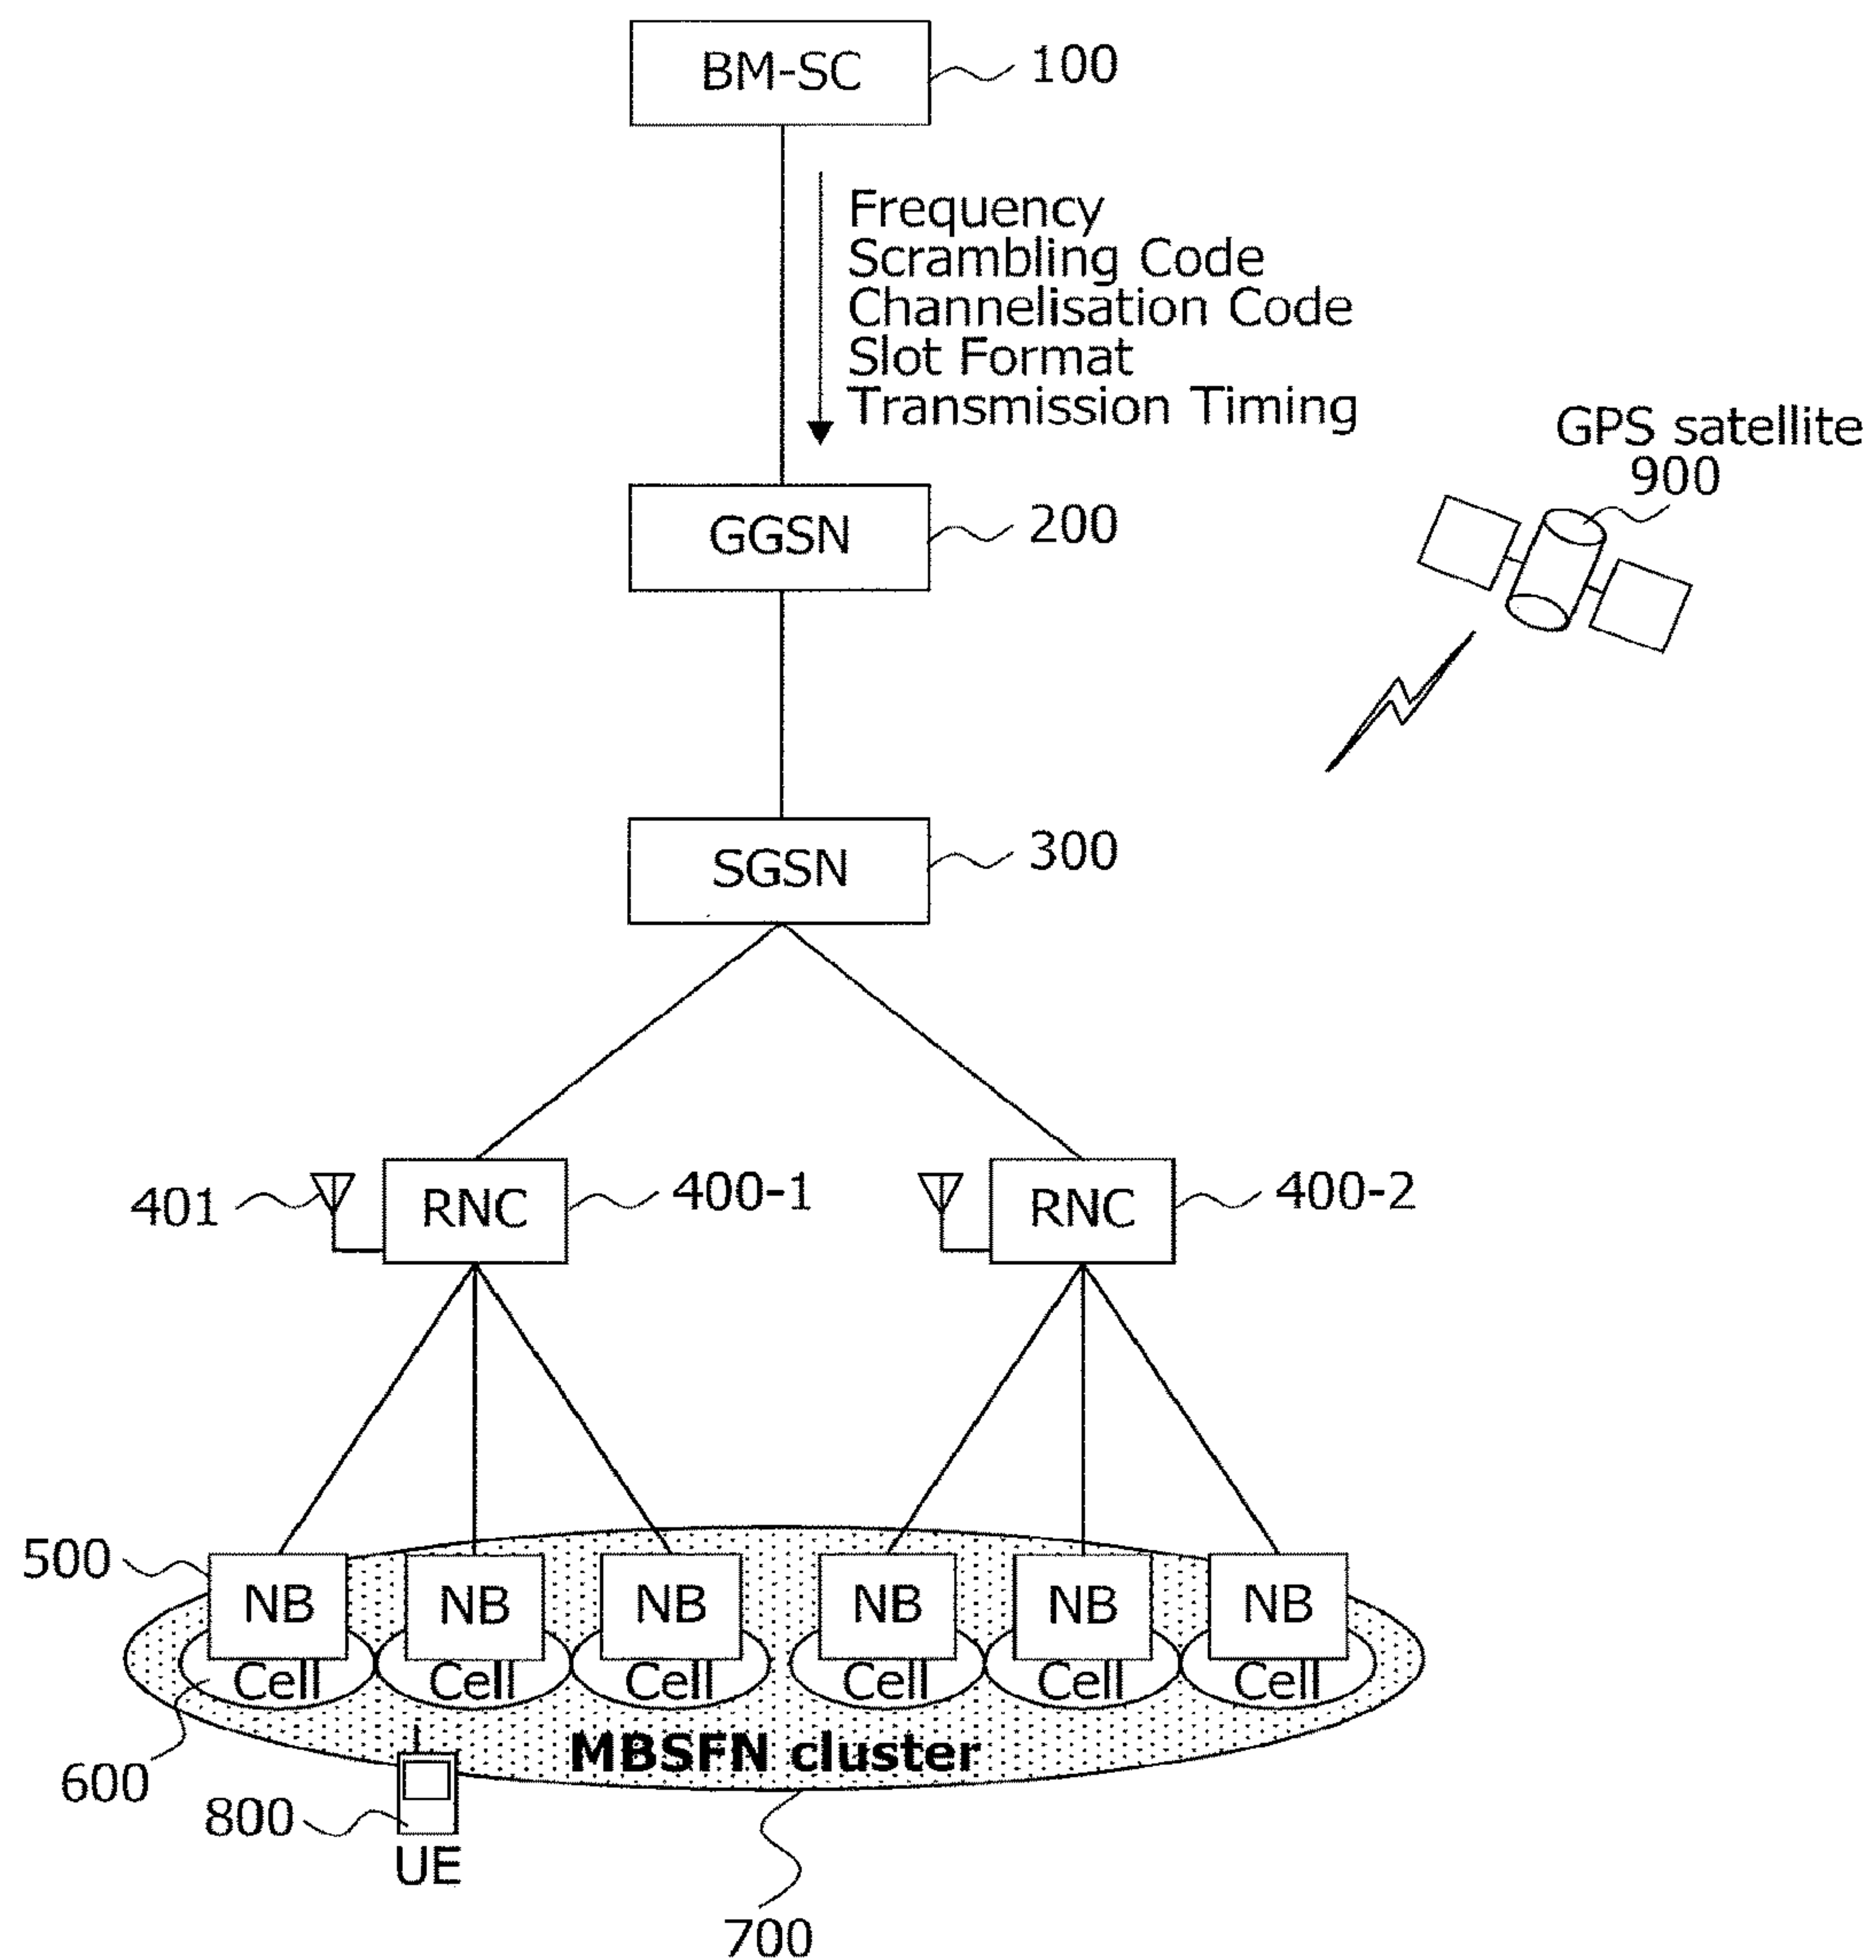 BM-SC
100
Frequency
Scrambling Code
Channelisation Code
Slot Format
Transmission Timing
GPS satellite
900
GGSN
200
SGSN
300
401
RNC
400-1
RNC
400-2
500
NB
NB
NB
NB
NB
NB
Cell
Cell
Cell
Cell
Cell
Cell
MBSFN cluster
600
800
UE
700